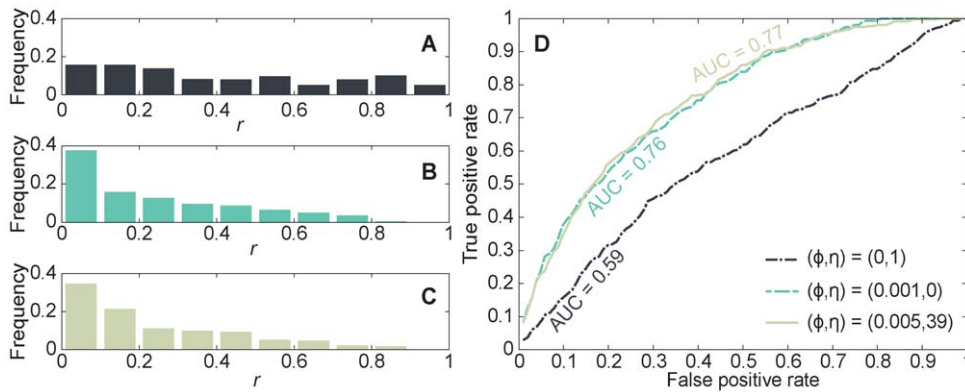 0.4
Frequency
0.2
A
0
0 0.2 0.4 0.6 0.8 1
r
0.4
Frequency
0.2
B
0
0 0.2 0.4 0.6 0.8 1
r
0.4
Frequency
0.2
C
0
0 0.2 0.4 0.6 0.8 1
r
D
True positive rate
1
0.9
0.8
0.7
0.6
0.5
0.4
0.3
0.2
0.1
0
AUC = 0.77
AUC = 0.76
AUC = 0.59
(ϕ,η) = (0,1)
(ϕ,η) = (0.001,0)
(ϕ,η) = (0.005,39)
0 0.1 0.2 0.3 0.4 0.5 0.6 0.7 0.8 0.9 1
False positive rate